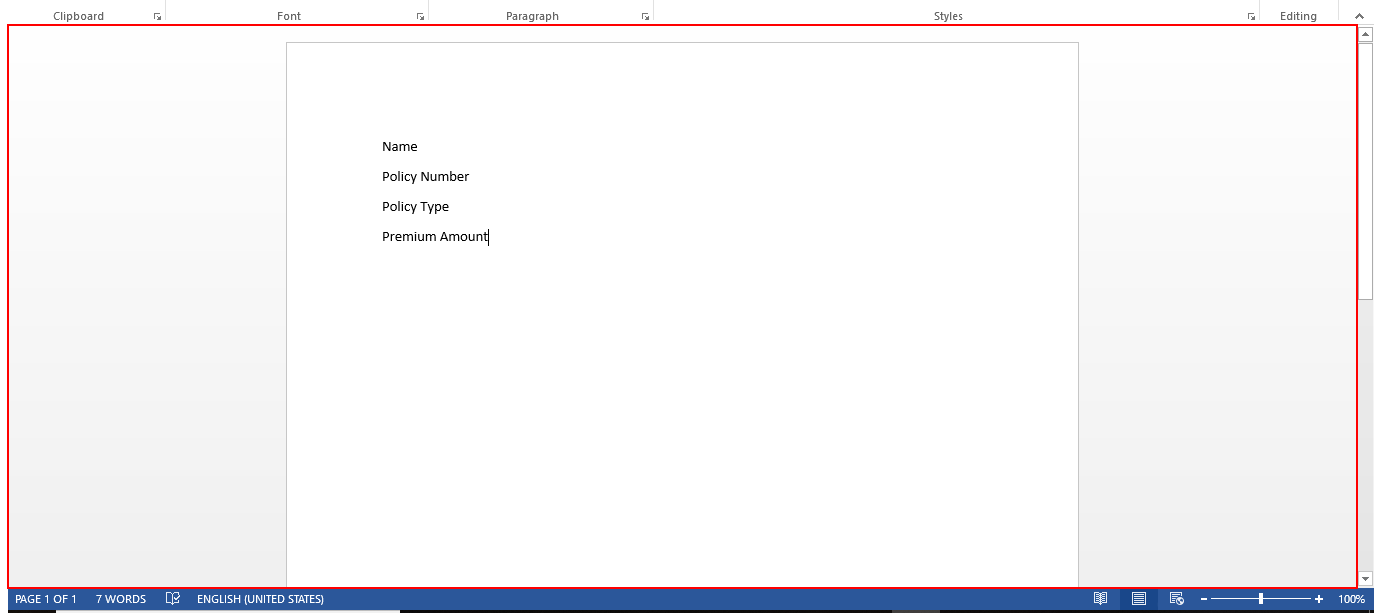 Clipboard Font Paragraph Styles Editing
Name
Policy Number
Policy Type
Premium Amount
PAGE 1 OF 1 7 WORDS ENGLISH (UNITED STATES) 100%